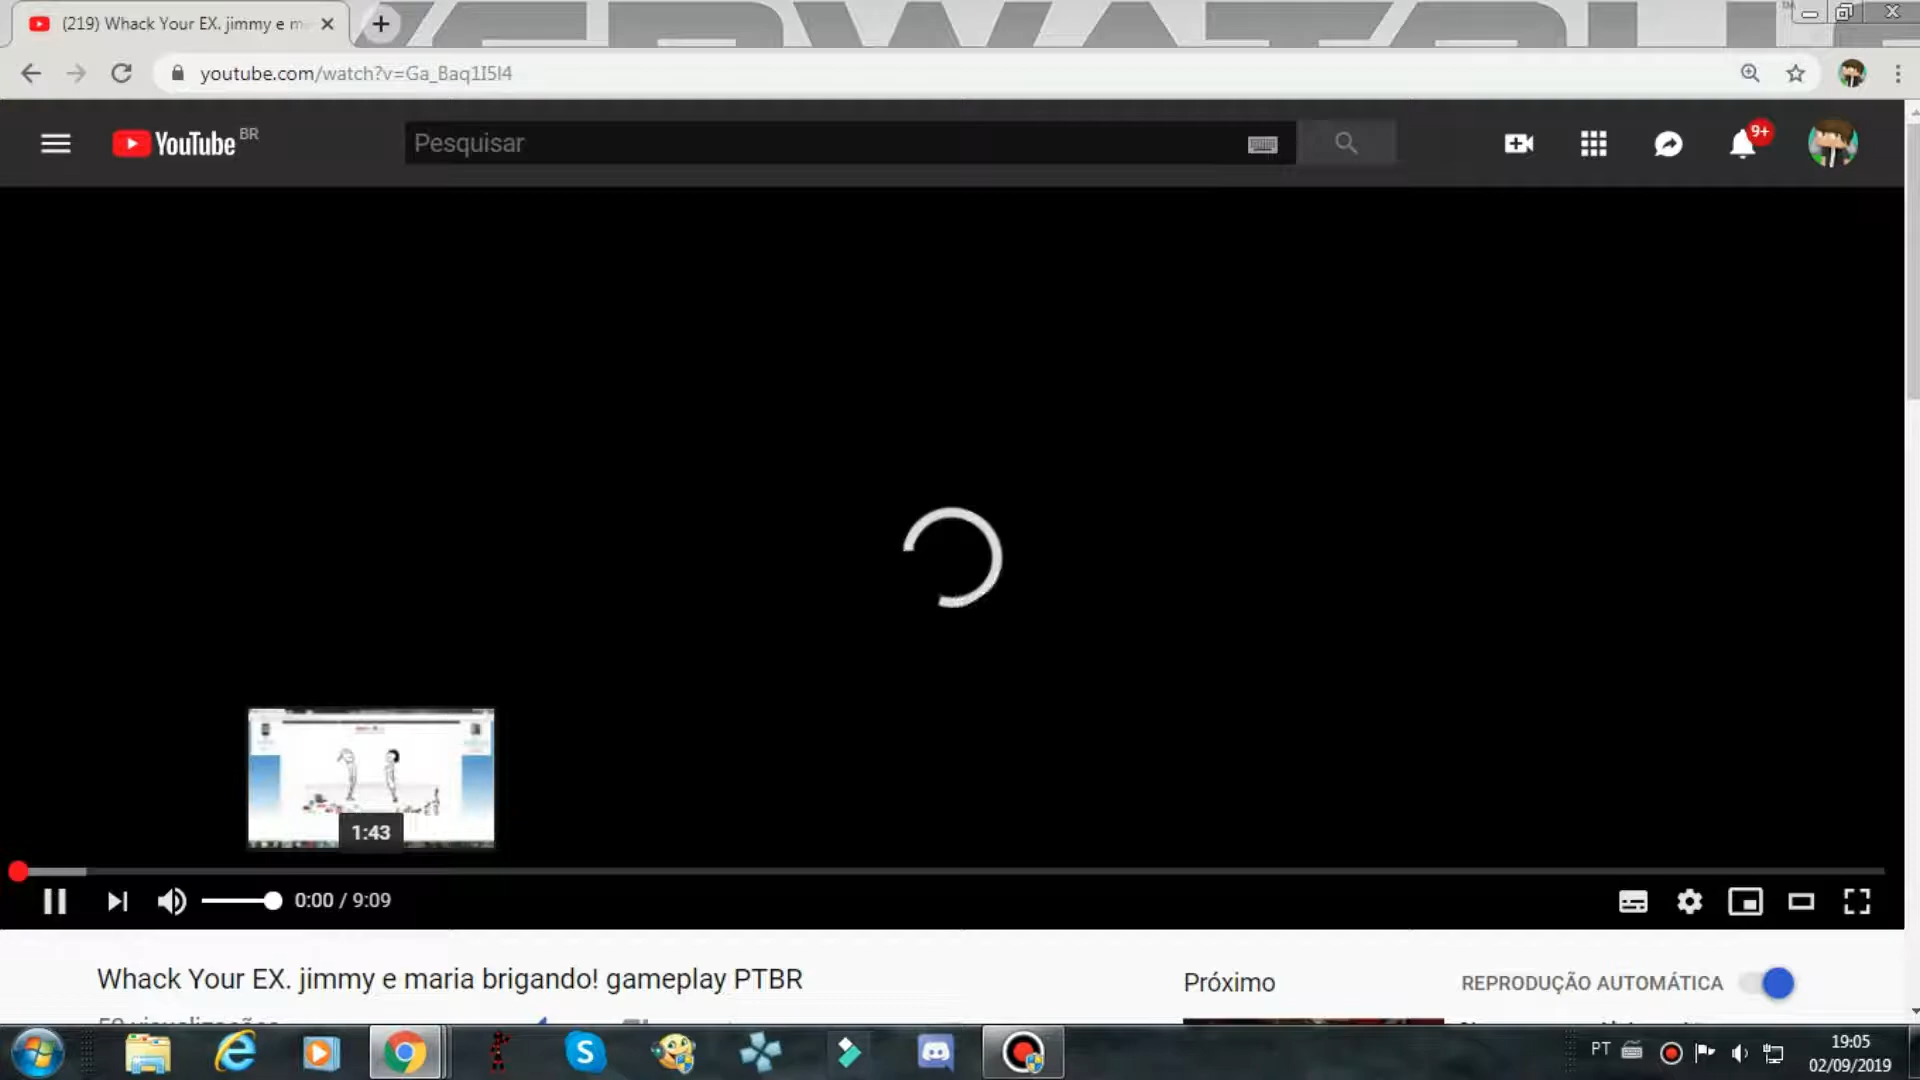 (219) Whack Your EX. jimmy e m
youtube.com/watch?v=Ga_Baq1I5I4
YouTube BR
Pesquisar
9+
1:43
0:00 / 9:09
Whack Your EX. jimmy e maria brigando! gameplay PTBR
Próximo
REPRODUÇÃO AUTOMÁTICA
PT
19:05
02/09/2019